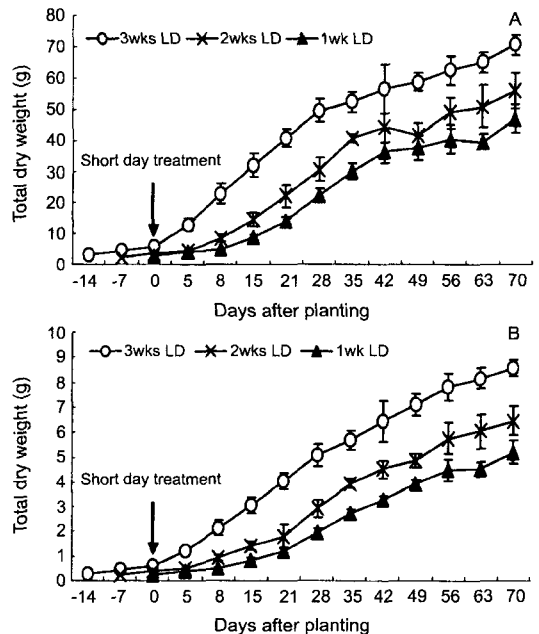 A
80
3wks LD 2wks LD 1wk LD
70
60
50
40
30
20
10
0
Total dry weight (g)
Short day treatment
-14 -7 0 5 8 15 21 28 35 42 49 56 63 70
Days after planting
B
10
3wks LD 2wks LD 1wk LD
9
8
7
6
5
4
3
2
1
0
Total dry weight (g)
Short day treatment
-14 -7 0 5 8 15 21 28 35 42 49 56 63 70
Days after planting